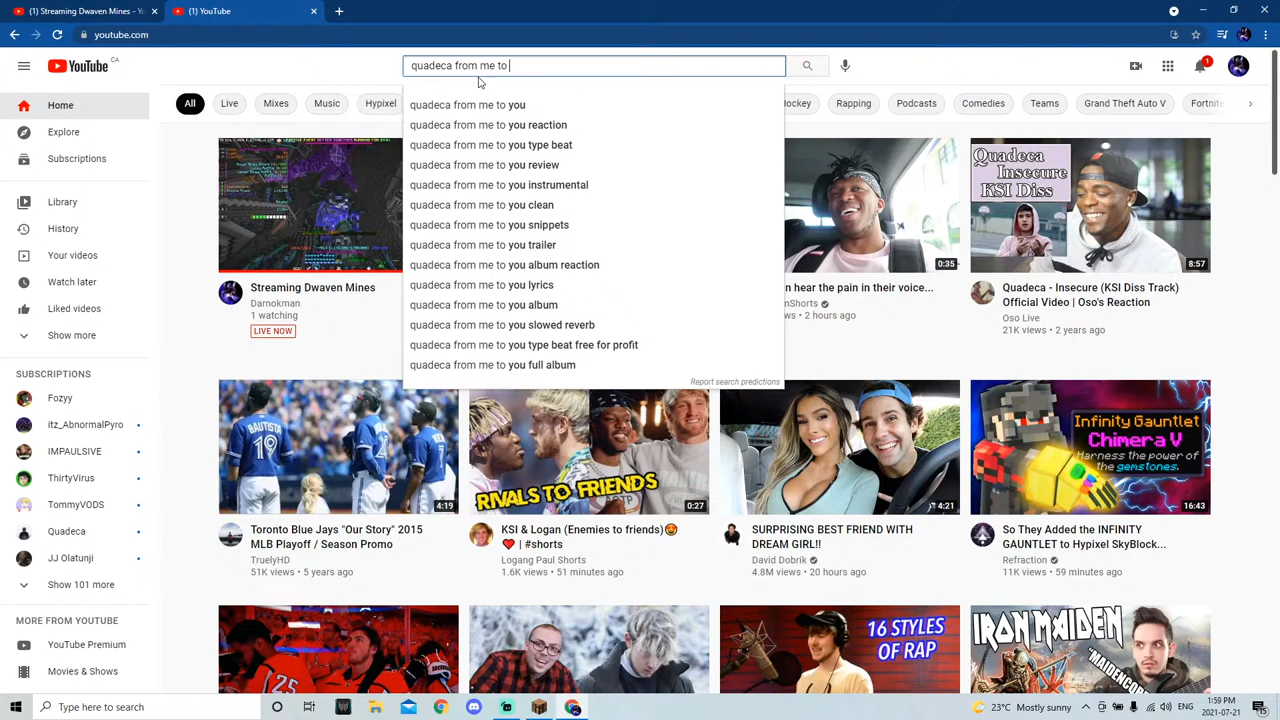 (1) Streaming Dwaven Mines - Y
(1) YouTube
youtube.com
YouTube CA
quadeca from me to
1
All
Live
Mixes
Music
Hypixel
ockey
Rapping
Podcasts
Comedies
Teams
Grand Theft Auto V
Fortnite
quadeca from me to you
quadeca from me to you reaction
quadeca from me to you type beat
quadeca from me to you review
quadeca from me to you instrumental
quadeca from me to you clean
quadeca from me to you snippets
quadeca from me to you trailer
quadeca from me to you album reaction
quadeca from me to you lyrics
quadeca from me to you album
quadeca from me to you slowed reverb
quadeca from me to you type beat free for profit
quadeca from me to you full album
Report search predictions
Home
Explore
Subscriptions
Library
History
Your videos
Watch later
Liked videos
Show more
SUBSCRIPTIONS
Fozyy
itz_AbnormalPyro
IMPAULSIVE
ThirtyVirus
TommyVODS
Quadeca
JJ Olatunji
Show 101 more
MORE FROM YOUTUBE
YouTube Premium
Movies & Shows
Streaming Dwaven Mines
Darnokman
1 watching
LIVE NOW
0:35
n hear the pain in their voice...
nShorts
ws • 2 hours ago
Quadeca
Insecure
KSI Diss
8:57
Quadeca - Insecure (KSI Diss Track)
Official Video | Oso's Reaction
Oso Live
21K views • 2 years ago
BAUTISTA
19
4:19
Toronto Blue Jays "Our Story" 2015
MLB Playoff / Season Promo
TruelyHD
51K views • 5 years ago
RIVALS TO FRIENDS
0:27
KSI & Logan (Enemies to friends)🥵
❤️ | #shorts
Logang Paul Shorts
1.6K views • 51 minutes ago
4:21
SURPRISING BEST FRIEND WITH
DREAM GIRL!!
David Dobrik
4.8M views • 20 hours ago
Infinity Gauntlet
Chimera V
Harness the power of
the gemstones.
16:43
So They Added the INFINITY
GAUNTLET to Hypixel SkyBlock...
Refraction
11K views • 59 minutes ago
25
16 STYLES
OF RAP
IRON MAIDEN
Type here to search
23°C Mostly sunny
1:59 PM
2021-07-21
15